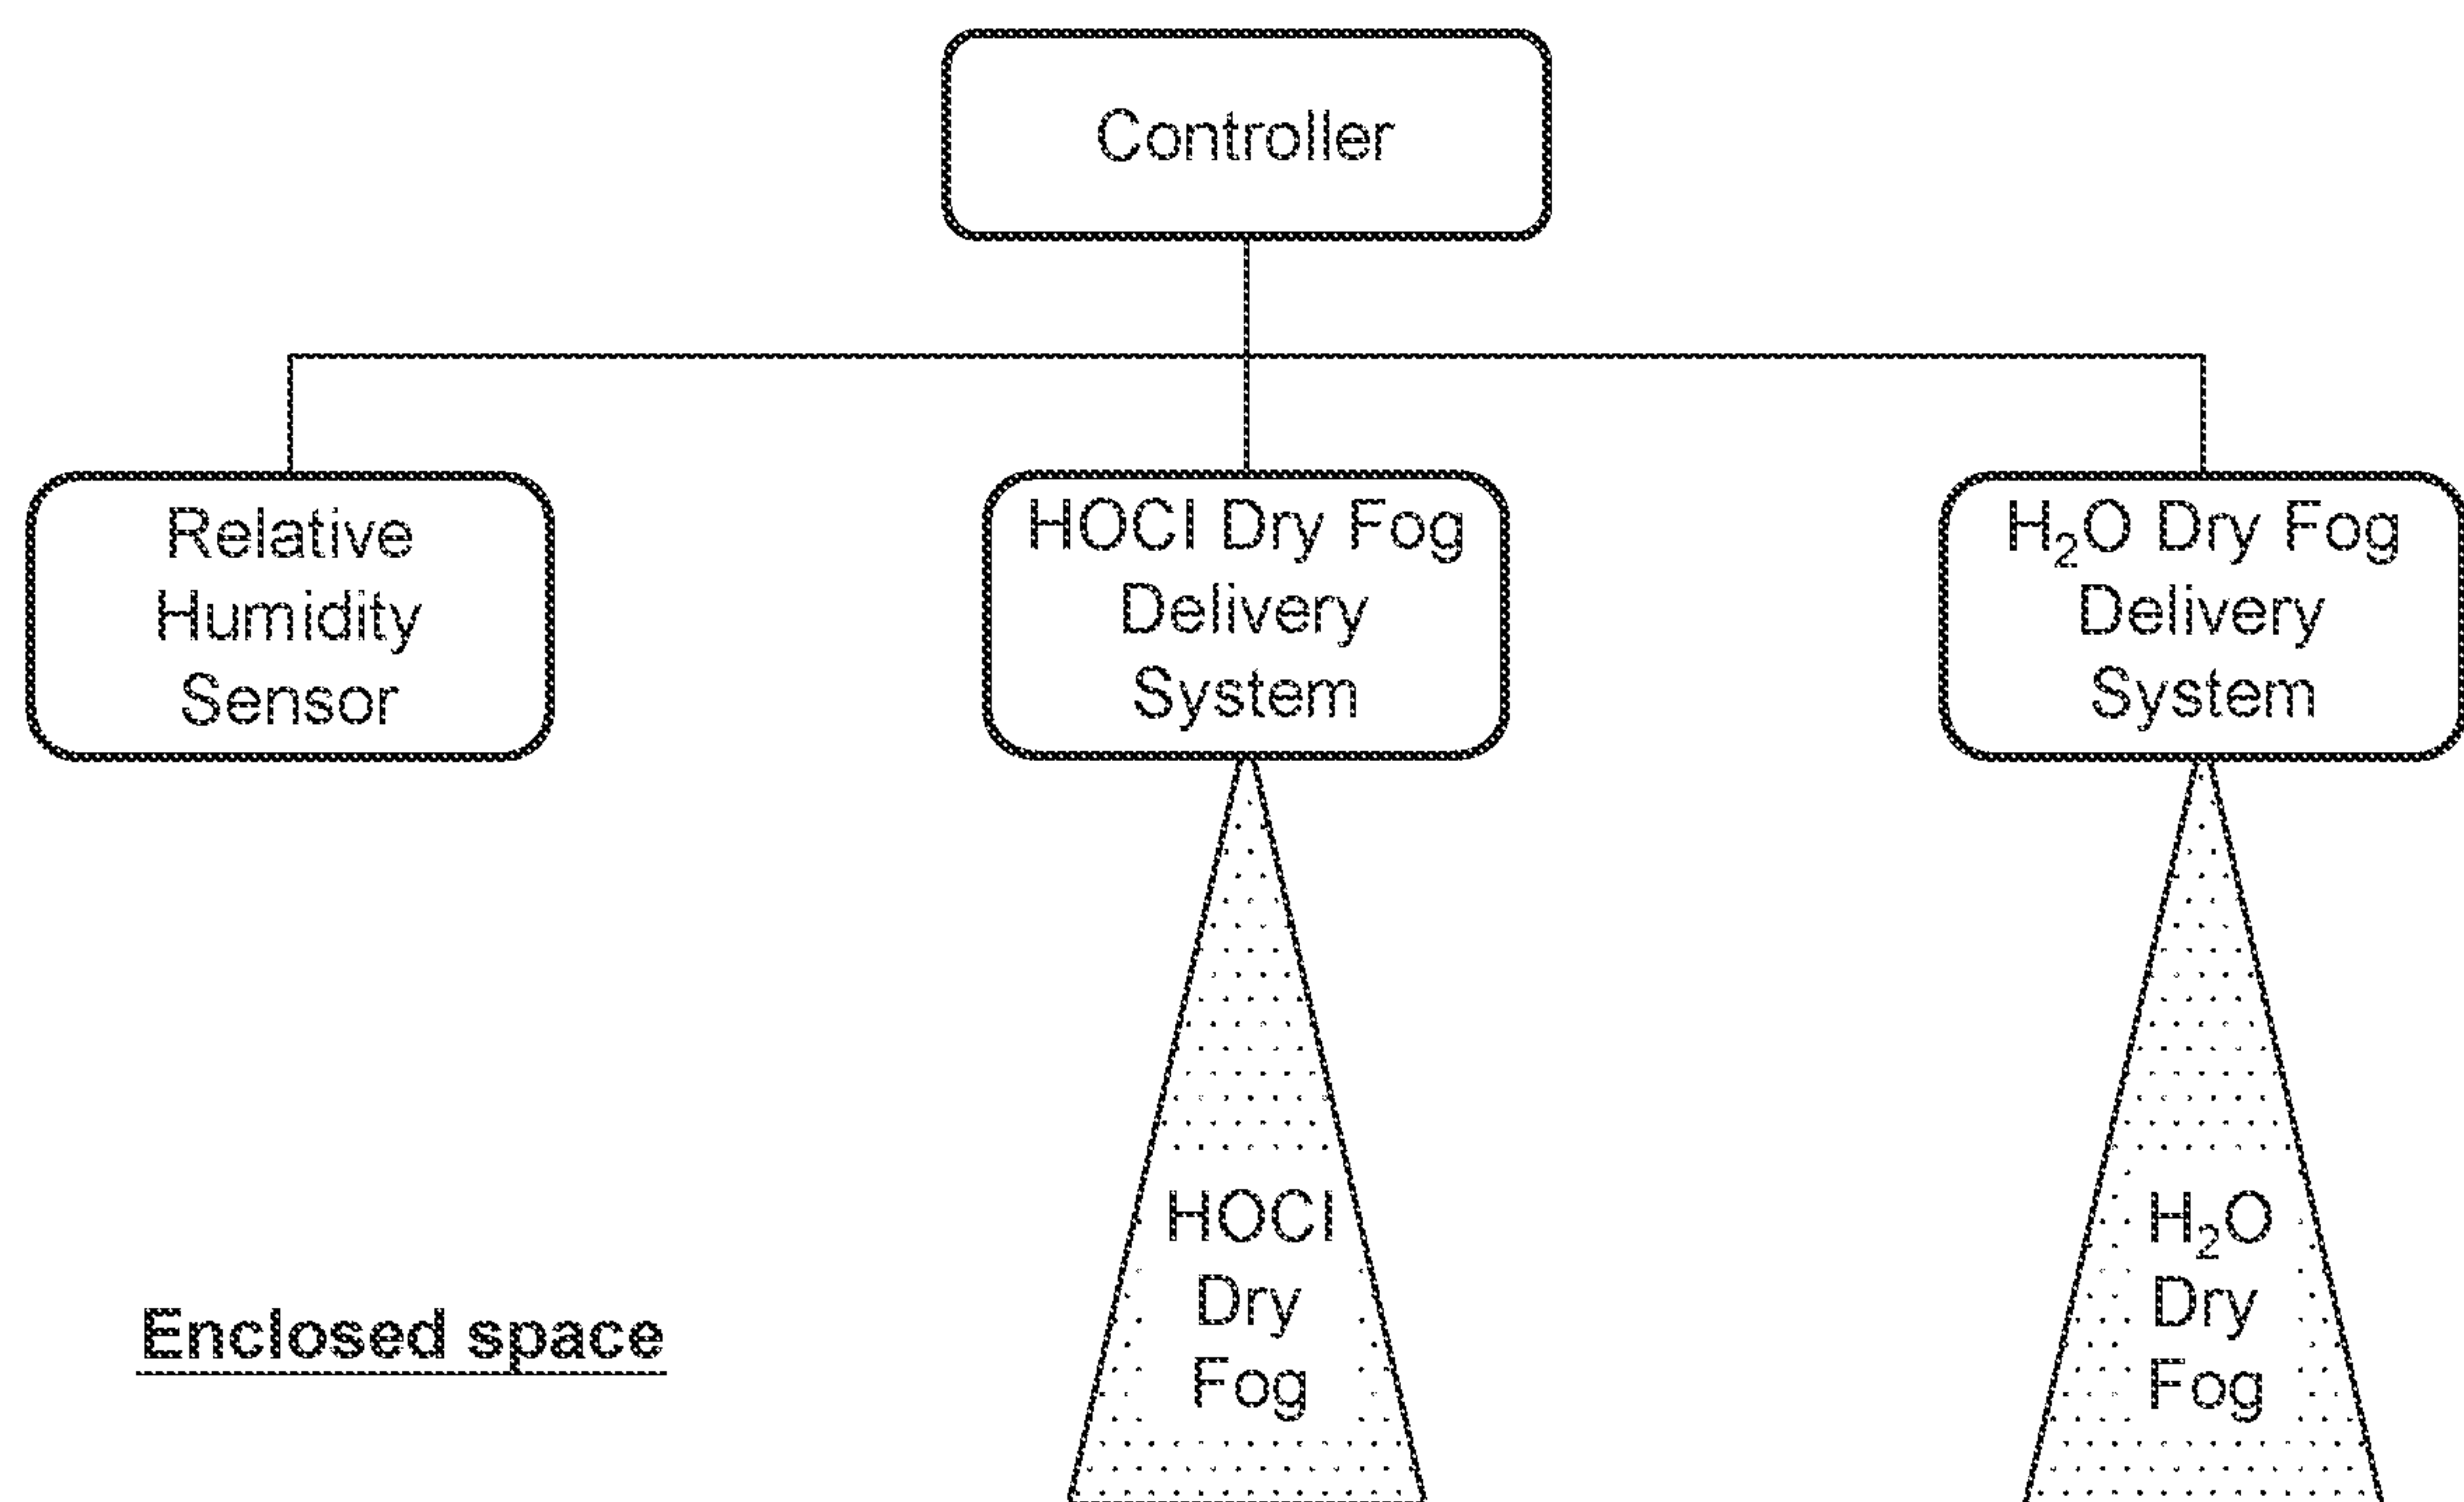 Controller
Relative
Humidity
Sensor
HOCl Dry Fog
Delivery
System
H₂O Dry Fog
Delivery
System
HOCl
Dry
Fog
H₂O
Dry
Fog
Enclosed space